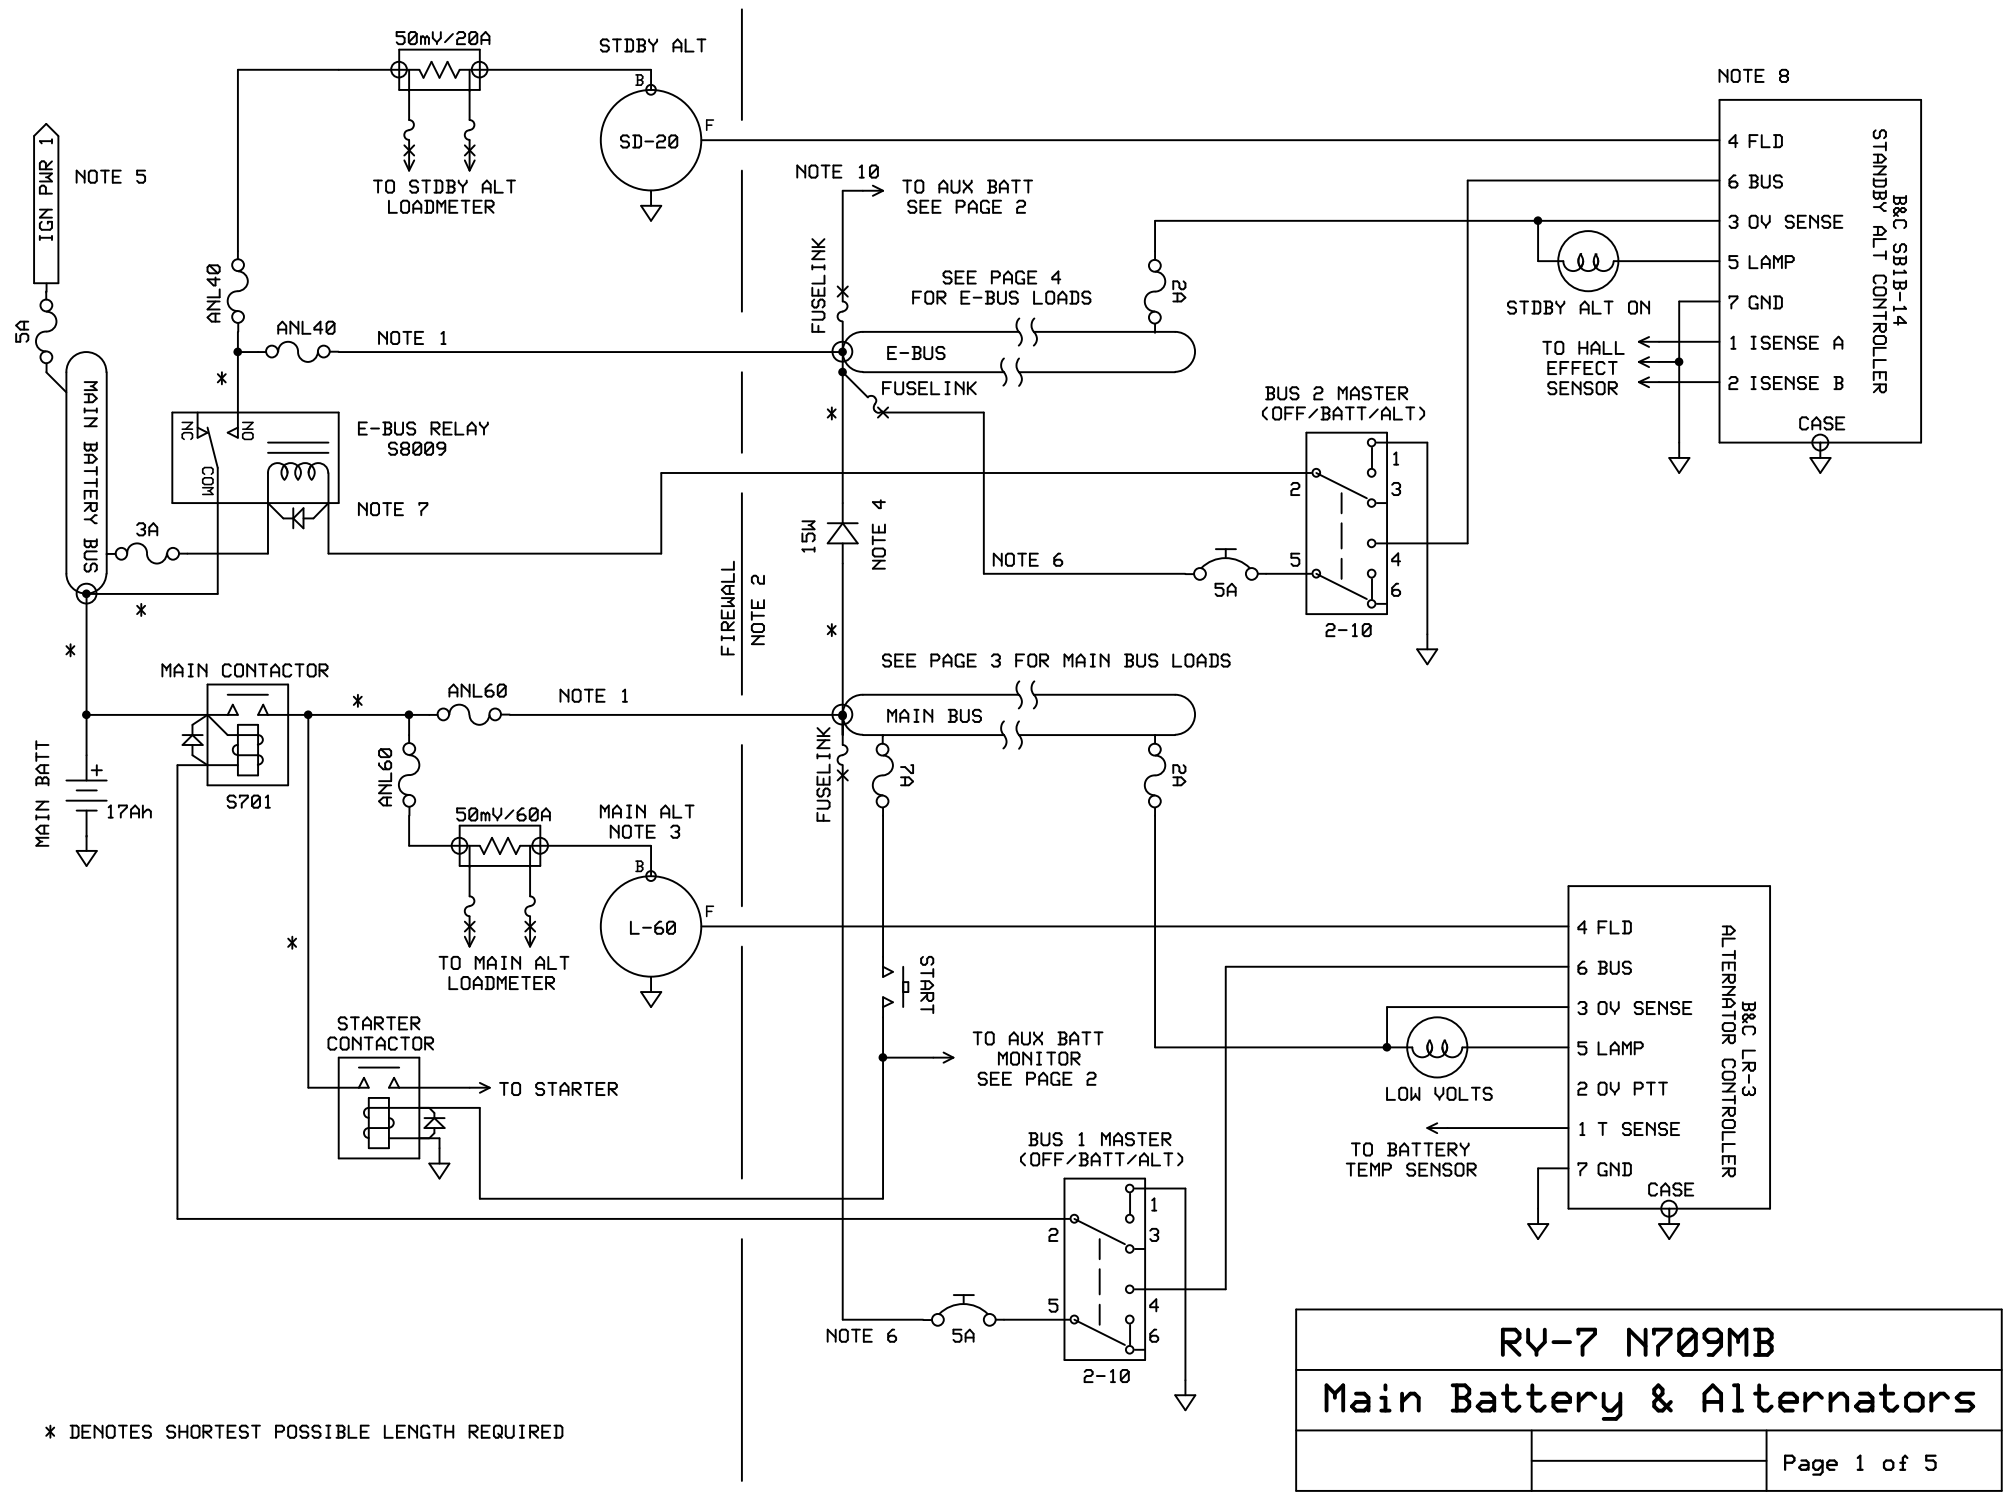 50mV/20A
STDBY ALT
B
SD-20
F
TO STDBY ALT
LOADMETER
IGN PWR 1
NOTE 5
5A
ANL40
ANL40
NOTE 1
*
MAIN BATTERY BUS
NC
NO
COM
E-BUS RELAY
S8009
NOTE 7
3A
*
*
NOTE 10
TO AUX BATT
SEE PAGE 2
FUSELINK
SEE PAGE 4
FOR E-BUS LOADS
2A
E-BUS
FUSELINK
*
15W
NOTE 4
FIREWALL
NOTE 2
*
NOTE 6
5A
BUS 2 MASTER
(OFF/BATT/ALT)
1
2
3
4
5
6
2-10
NOTE 8
4 FLD
6 BUS
3 OV SENSE
5 LAMP
7 GND
1 ISENSE A
2 ISENSE B
CASE
B&C SB1B-14
STANDBY ALT CONTROLLER
STDBY ALT ON
TO HALL
EFFECT
SENSOR
MAIN CONTACTOR
S701
*
ANL60
NOTE 1
MAIN BATT
+
17Ah
ANL60
50mV/60A
MAIN ALT
NOTE 3
B
L-60
F
TO MAIN ALT
LOADMETER
*
STARTER
CONTACTOR
TO STARTER
SEE PAGE 3 FOR MAIN BUS LOADS
MAIN BUS
FUSELINK
7A
2A
START
TO AUX BATT
MONITOR
SEE PAGE 2
BUS 1 MASTER
(OFF/BATT/ALT)
1
2
3
4
5
6
2-10
NOTE 6
5A
4 FLD
6 BUS
3 OV SENSE
5 LAMP
2 OV PTT
1 T SENSE
7 GND
CASE
B&C LR-3
ALTERNATOR CONTROLLER
LOW VOLTS
TO BATTERY
TEMP SENSOR
* DENOTES SHORTEST POSSIBLE LENGTH REQUIRED
RV-7 N709MB
Main Battery & Alternators
Page 1 of 5